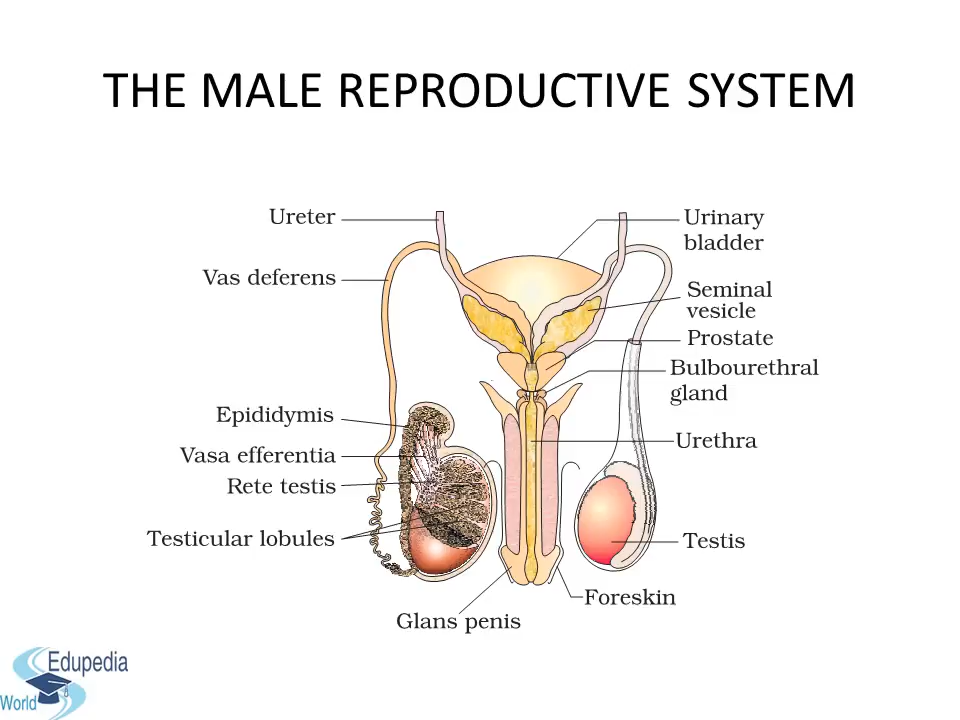 THE MALE REPRODUCTIVE SYSTEM
Ureter
Urinary
bladder
Vas deferens
Seminal
vesicle
Prostate
Bulbourethral
gland
Epididymis
Urethra
Vasa efferentia
Rete testis
Testicular lobules
Testis
Foreskin
Glans penis
Edupedia
World